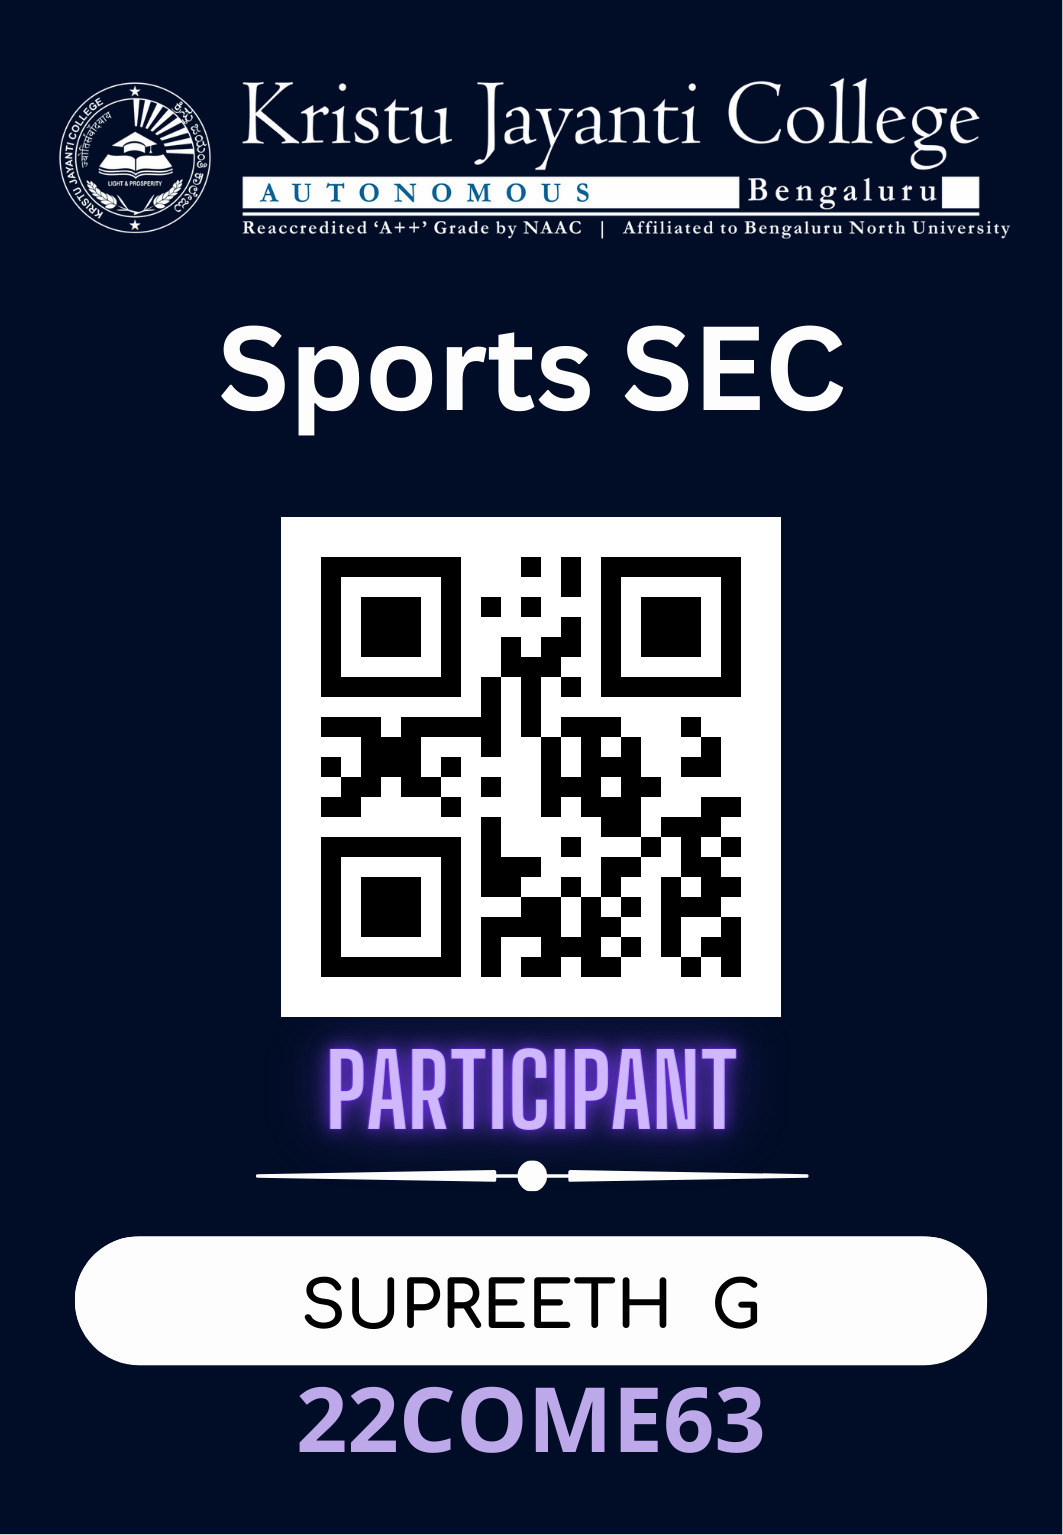 KRISTU JAYANTI COLLEGE
ಕ್ರಿಸ್ತು ಜಯಂತಿ ಕಾಲೇಜು
LIGHT & PROSPERITY
Kristu Jayanti College
AUTONOMOUS Bengaluru
Reaccredited ‘A++’ Grade by NAAC | Affiliated to Bengaluru North University
Sports SEC
PARTICIPANT
SUPREETH G
22COME63